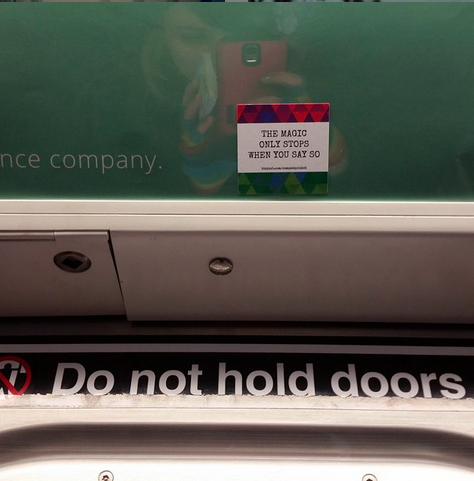 nce company.
THE MAGIC
ONLY STOPS
WHEN YOU SAY SO
Do not hold doors